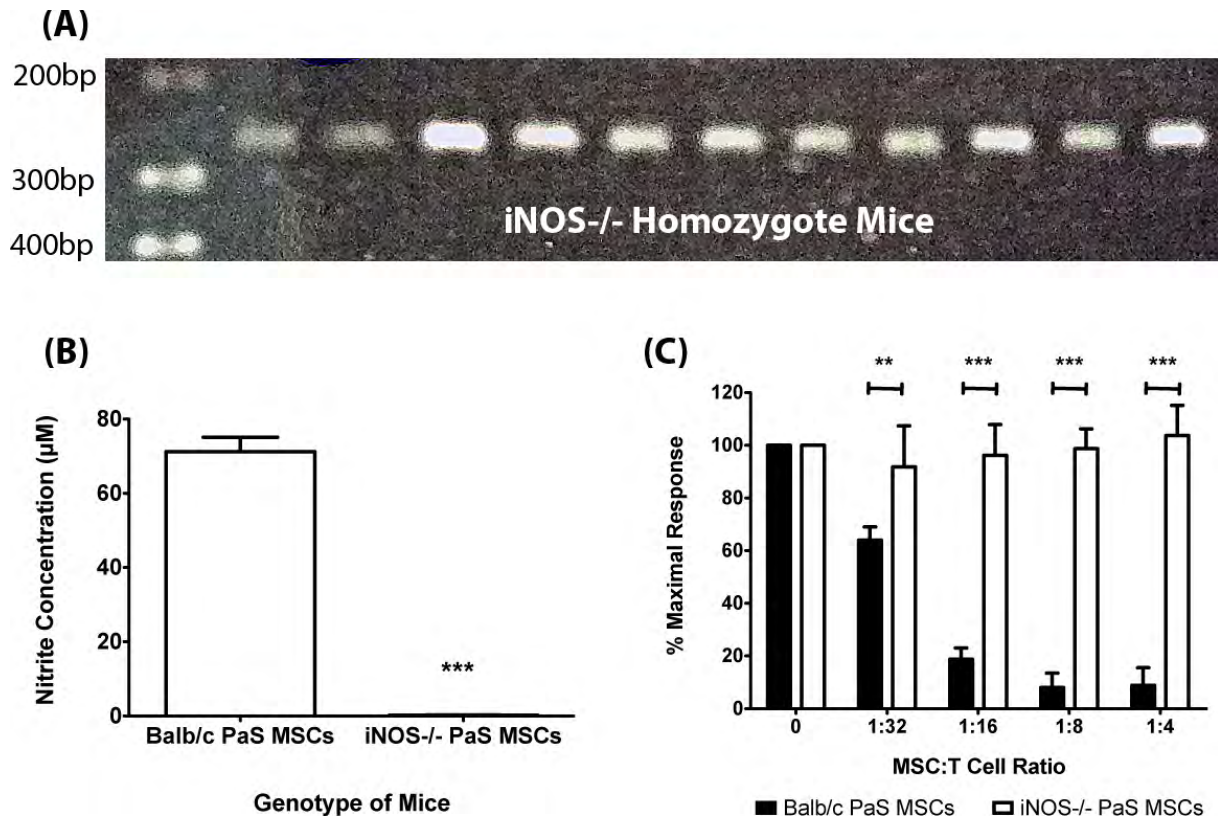 (A)
200bp
300bp
400bp
iNOS-/- Homozygote Mice
(B)
Nitrite Concentration (µM)
80
60
40
20
0
***
Balb/c PaS MSCs
iNOS-/- PaS MSCs
Genotype of Mice
(C)
% Maximal Response
120
100
80
60
40
20
0
** *** *** ***
0 1:32 1:16 1:8 1:4
MSC:T Cell Ratio
Balb/c PaS MSCs
iNOS-/- PaS MSCs